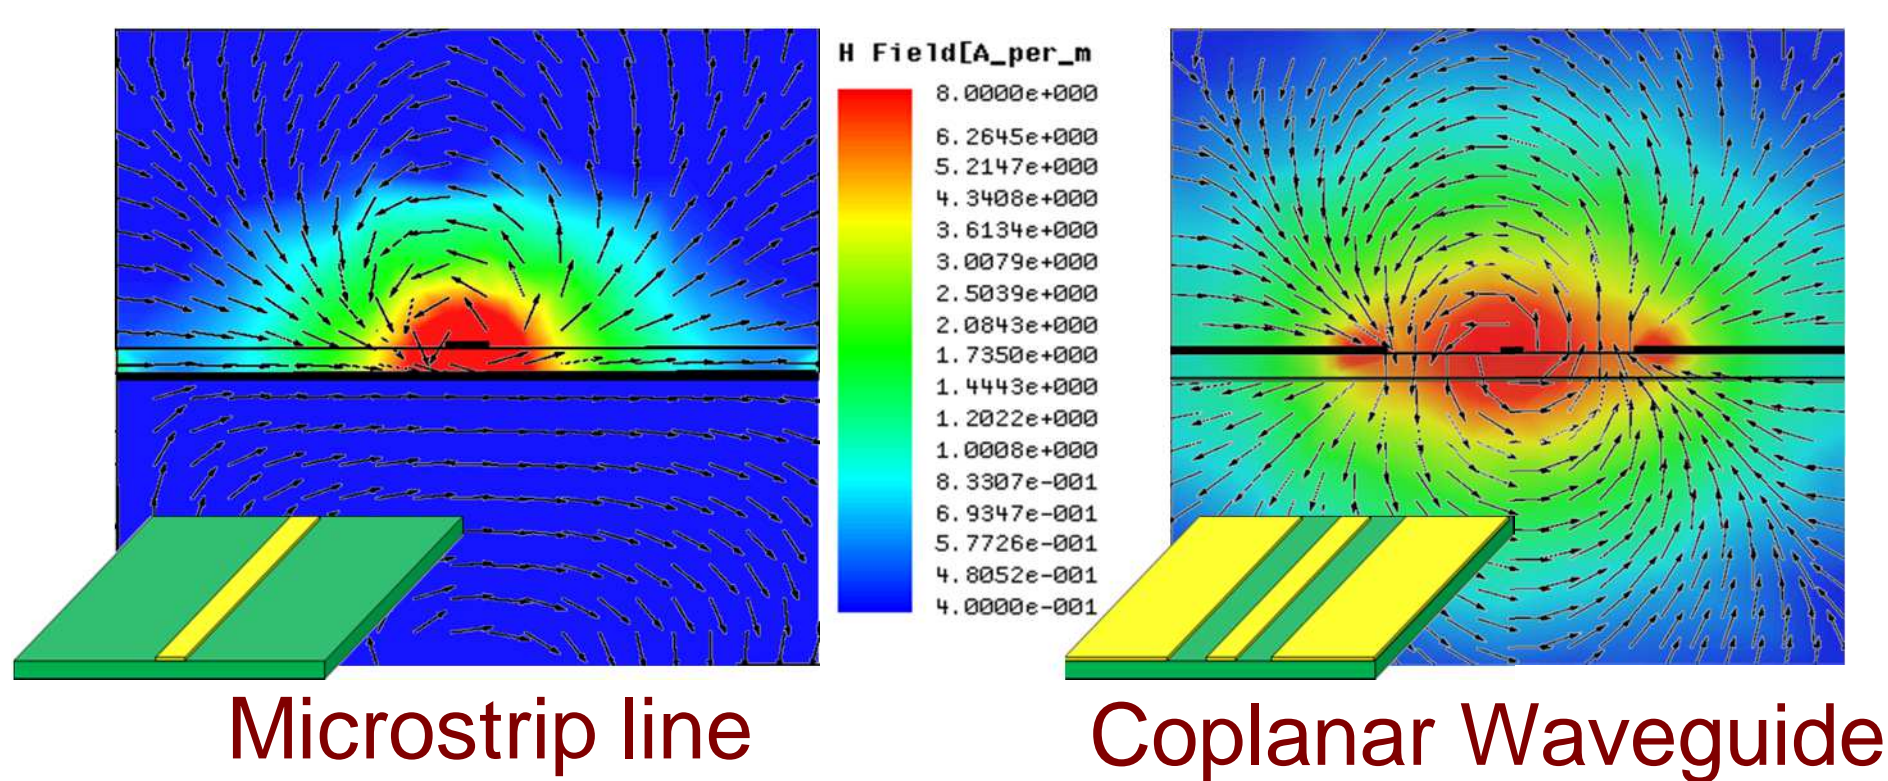 H Field[A_per_m
8.0000e+000
6.2645e+000
5.2147e+000
4.3408e+000
3.6134e+000
3.0079e+000
2.5039e+000
2.0843e+000
1.7350e+000
1.4443e+000
1.2022e+000
1.0008e+000
8.3307e-001
6.9347e-001
5.7726e-001
4.8052e-001
4.0000e-001
Microstrip line
Coplanar Waveguide